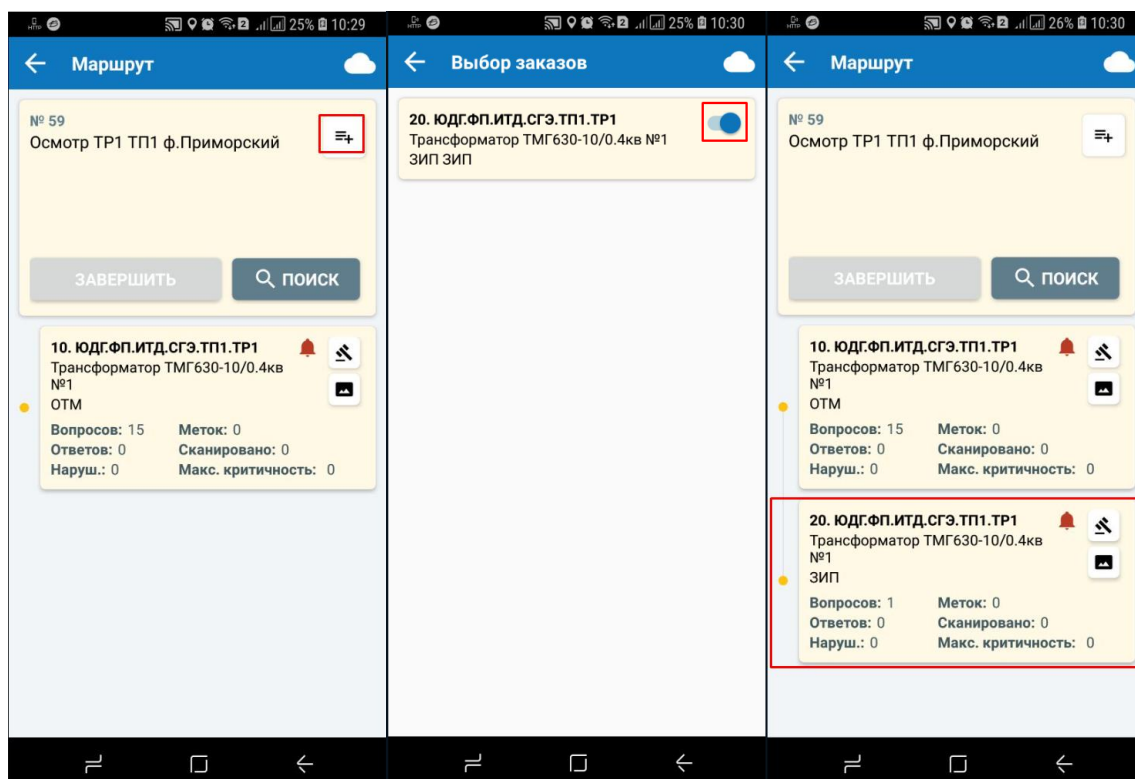 HTTP 2 25% 10:29
Маршрут
№ 59
Осмотр ТР1 ТП1 ф.Приморский
ЗАВЕРШИТЬ
ПОИСК
10. ЮДГ.ФП.ИТД.СГЭ.ТП1.ТР1
Трансформатор ТМГ630-10/0.4кв
№1
ОТМ
Вопросов: 15 Меток: 0
Ответов: 0 Сканировано: 0
Наруш.: 0 Макс. критичность: 0
HTTP 2 25% 10:30
Выбор заказов
20. ЮДГ.ФП.ИТД.СГЭ.ТП1.ТР1
Трансформатор ТМГ630-10/0.4кв №1
ЗИП ЗИП
HTTP 2 26% 10:30
Маршрут
№ 59
Осмотр ТР1 ТП1 ф.Приморский
ЗАВЕРШИТЬ
ПОИСК
10. ЮДГ.ФП.ИТД.СГЭ.ТП1.ТР1
Трансформатор ТМГ630-10/0.4кв
№1
ОТМ
Вопросов: 15 Меток: 0
Ответов: 0 Сканировано: 0
Наруш.: 0 Макс. критичность: 0
20. ЮДГ.ФП.ИТД.СГЭ.ТП1.ТР1
Трансформатор ТМГ630-10/0.4кв
№1
ЗИП
Вопросов: 1 Меток: 0
Ответов: 0 Сканировано: 0
Наруш.: 0 Макс. критичность: 0